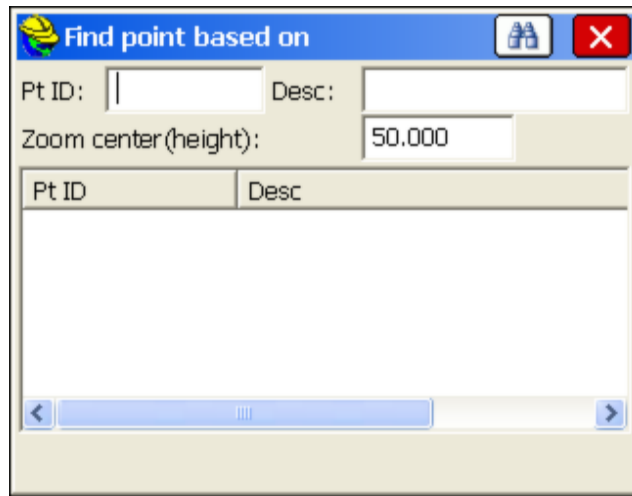 Find point based on
Pt ID: Desc:
Zoom center(height): 50.000
Pt ID Desc